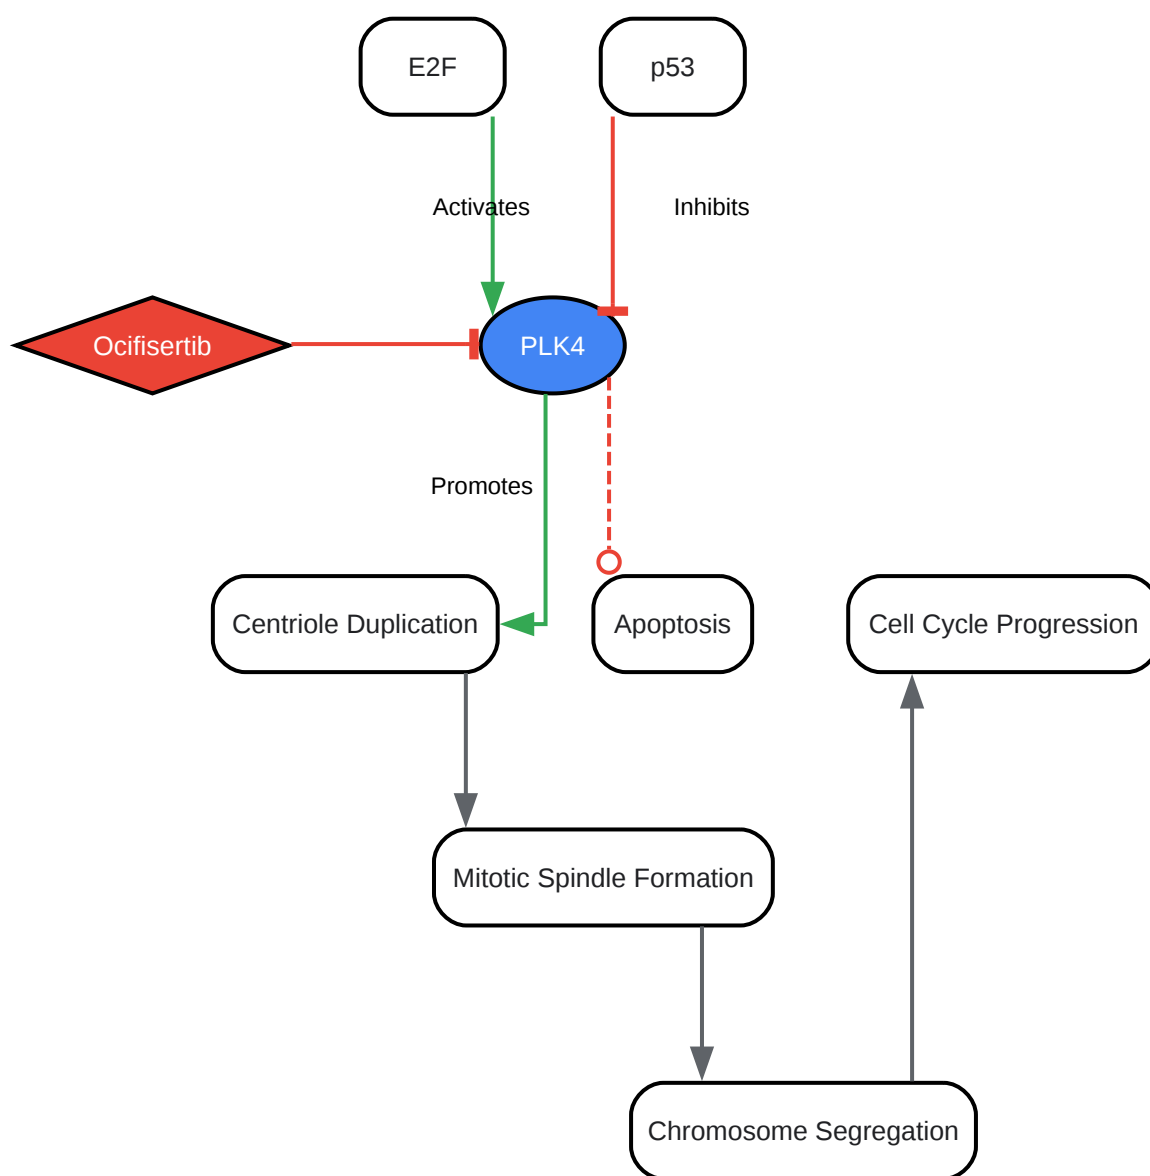 E2F
p53
Activates
Inhibits
Ocifisertib
PLK4
Promotes
Centriole Duplication
Apoptosis
Cell Cycle Progression
Mitotic Spindle Formation
Chromosome Segregation